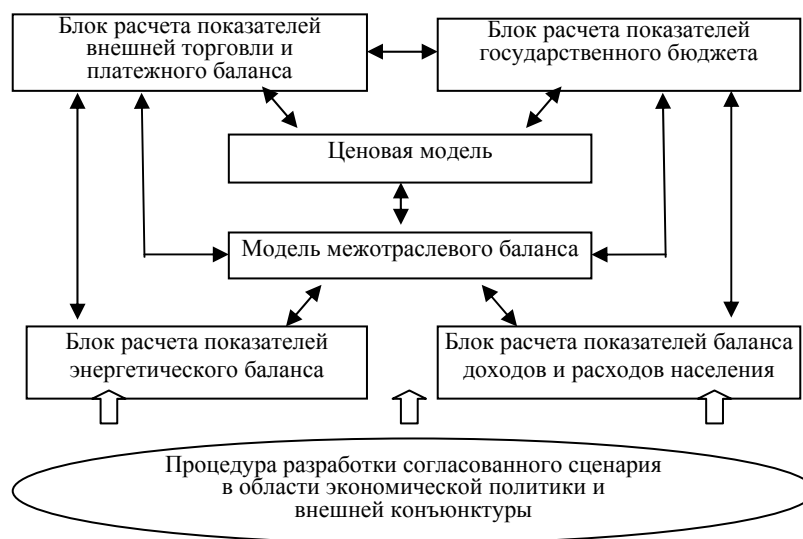 Блок расчета показателей
внешней торговли и
платежного баланса
Блок расчета показателей
государственного бюджета
Ценовая модель
Модель межотраслевого баланса
Блок расчета показателей
энергетического баланса
Блок расчета показателей баланса
доходов и расходов населения
Процедура разработки согласованного сценария
в области экономической политики и
внешней конъюнктуры